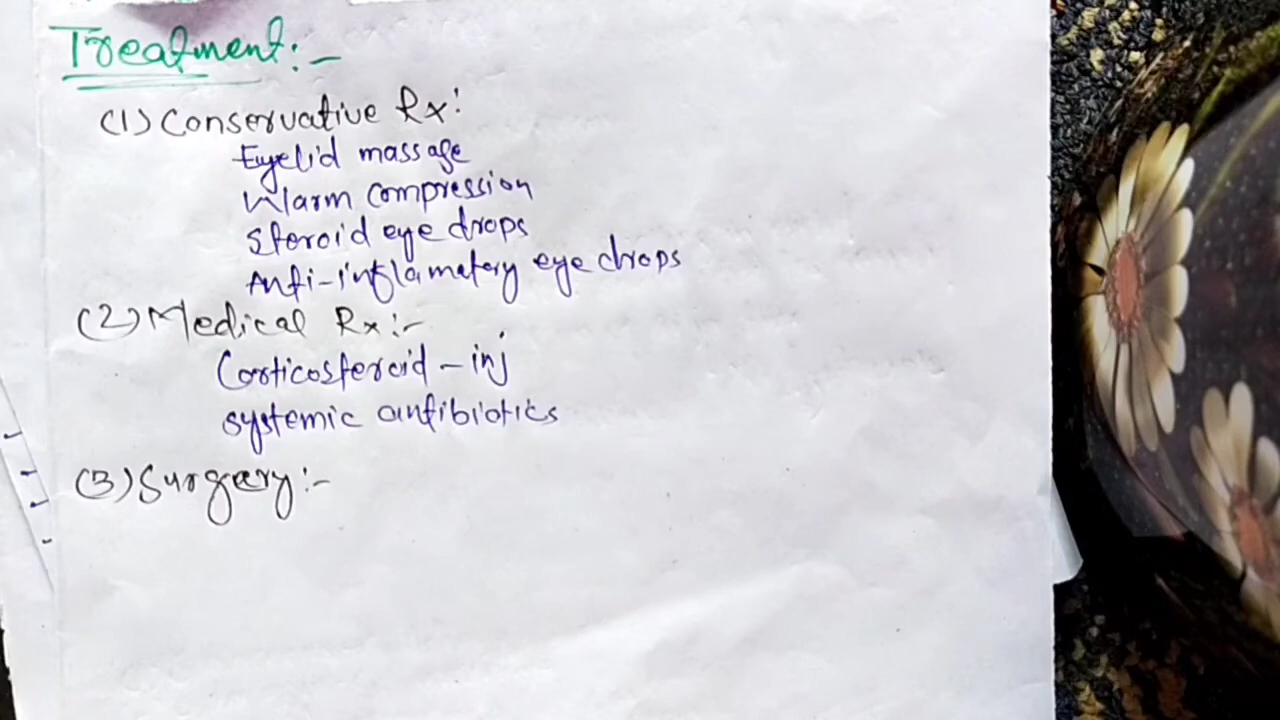 Treatment:-
(1) Conservative Rx:
Eyelid massage
Warm compression
Steroid eye drops
Anti-inflamatory eye drops
(2) Medical Rx:-
Corticosteroid - inj
systemic antibiotics
(3) Surgery:-